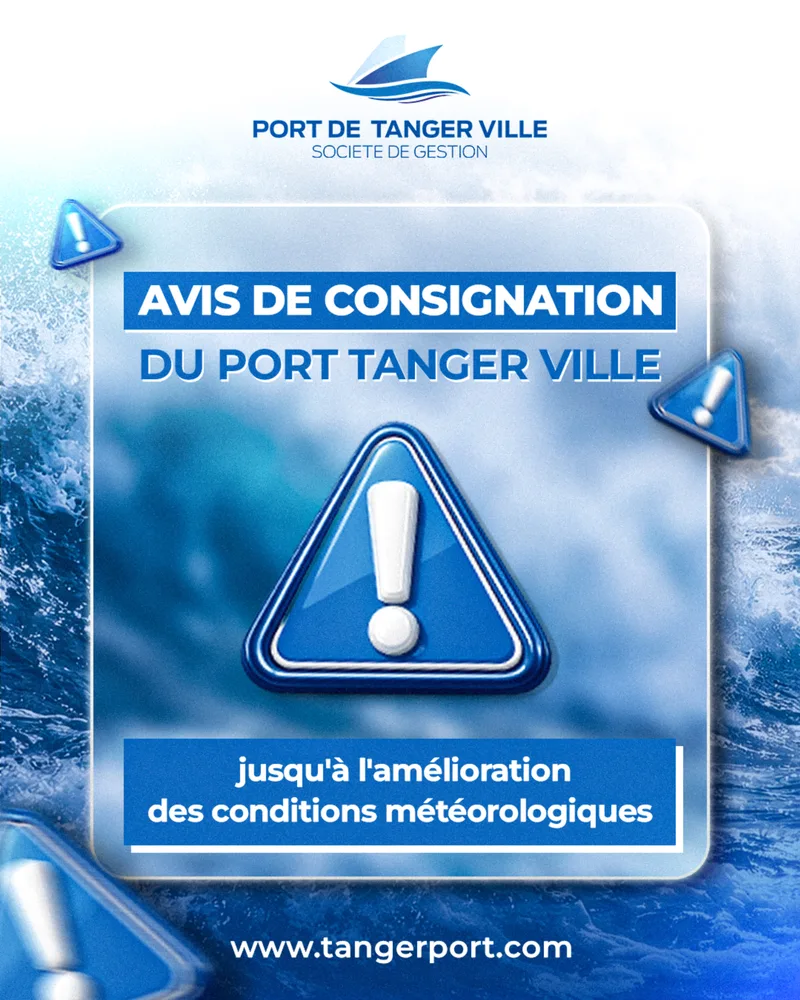 PORT DE TANGER VILLE
SOCIETE DE GESTION
AVIS DE CONSIGNATION
DU PORT TANGER VILLE
jusqu'à l'amélioration
des conditions météorologiques
www.tangerport.com